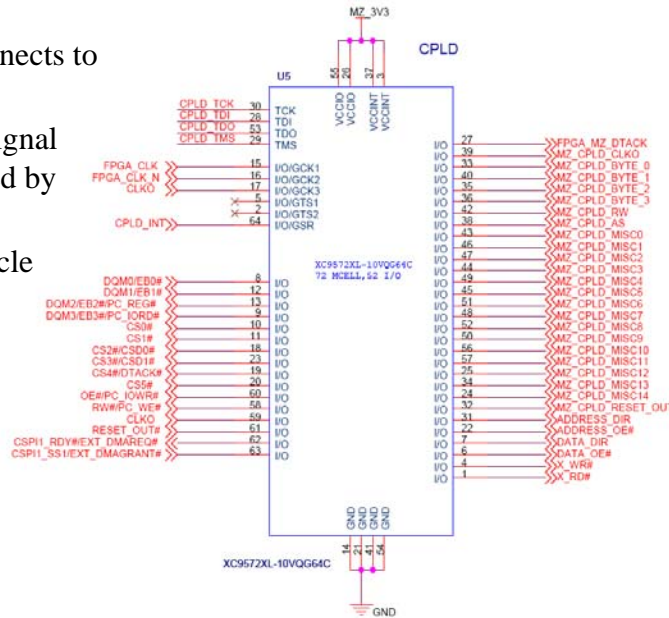 nects to
ignal
d by
cle
MZ_3V3
CPLD
U5
55
26
37
3
VCCIO
VCCIO
VCCINT
VCCINT
CPLD_TCK 30 TCK
CPLD_TDI 28 TDI
CPLD_TDO 53 TDO
CPLD_TMS 29 TMS
FPGA_CLK 15 I/O/GCK1
FPGA_CLK_N 16 I/O/GCK2
CLKO 17 I/O/GCK3
5 I/O/GTS1
2 I/O/GTS2
CPLD_INT 64 I/O/GSR
XC9572XL-10VQG64C
72 MCELL,52 I/O
DQM0/EB0# 8 I/O
DQM1/EB1# 12 I/O
DQM2/EB2#/PC_REG# 13 I/O
DQM3/EB3#/PC_IORD# 9 I/O
CS0# 10 I/O
CS1# 11 I/O
CS2#/CSD0# 18 I/O
CS3#/CSD1# 23 I/O
CS4#/DTACK# 19 I/O
CS5# 20 I/O
OE#/PC_IOWR# 60 I/O
RW#/PC_WE# 58 I/O
CLKO 59 I/O
RESET_OUT# 61 I/O
CSPI1_RDY#/EXT_DMAREQ# 62 I/O
CSPI1_SS1/EXT_DMAGRANT# 63 I/O
I/O 27 FPGA_MZ_DTACK
I/O 39 MZ_CPLD_CLKO
I/O 33 MZ_CPLD_BYTE_0
I/O 40 MZ_CPLD_BYTE_1
I/O 35 MZ_CPLD_BYTE_2
I/O 36 MZ_CPLD_BYTE_3
I/O 42 MZ_CPLD_RW
I/O 38 MZ_CPLD_AS
I/O 43 MZ_CPLD_MISC0
I/O 46 MZ_CPLD_MISC1
I/O 47 MZ_CPLD_MISC2
I/O 44 MZ_CPLD_MISC3
I/O 49 MZ_CPLD_MISC4
I/O 45 MZ_CPLD_MISC5
I/O 51 MZ_CPLD_MISC6
I/O 48 MZ_CPLD_MISC7
I/O 52 MZ_CPLD_MISC8
I/O 50 MZ_CPLD_MISC9
I/O 56 MZ_CPLD_MISC10
I/O 57 MZ_CPLD_MISC11
I/O 25 MZ_CPLD_MISC12
I/O 34 MZ_CPLD_MISC13
I/O 24 MZ_CPLD_MISC14
I/O 32 MZ_CPLD_RESET_OUT
I/O 31 ADDRESS_DIR
I/O 22 ADDRESS_OE#
I/O 7 DATA_DIR
I/O 6 DATA_OE#
I/O 4 X_WR#
I/O 1 X_RD#
GND
GND
GND
GND
14
21
41
54
XC9572XL-10VQG64C
GND